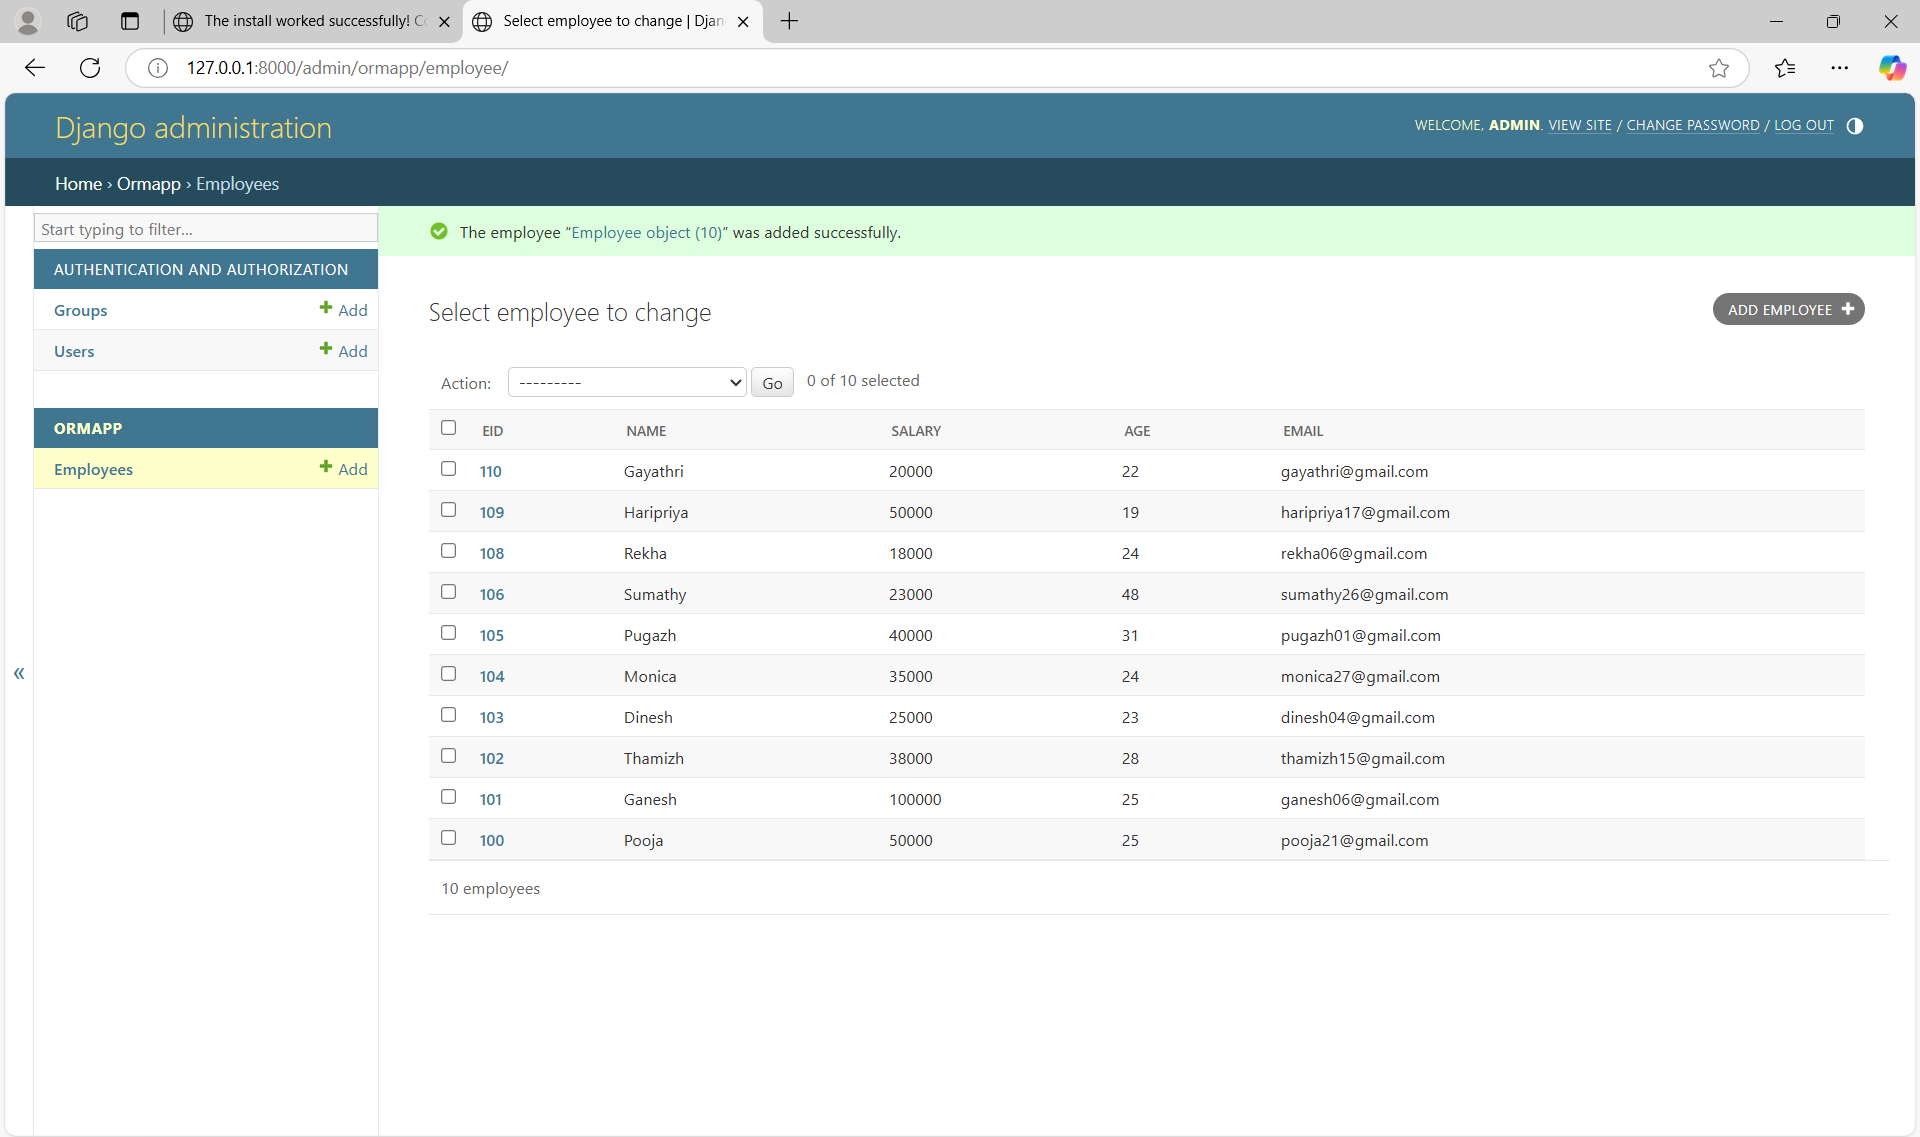 The install worked successfully! Co
Select employee to change | Djan
127.0.0.1:8000/admin/ormapp/employee/
Django administration
WELCOME, ADMIN. VIEW SITE / CHANGE PASSWORD / LOG OUT
Home › Ormapp › Employees
Start typing to filter...
AUTHENTICATION AND AUTHORIZATION
Groups + Add
Users + Add
ORMAPP
Employees + Add
«
The employee “Employee object (10)” was added successfully.
Select employee to change
ADD EMPLOYEE +
Action: --------- Go 0 of 10 selected
EID NAME SALARY AGE EMAIL
110 Gayathri 20000 22 gayathri@gmail.com
109 Haripriya 50000 19 haripriya17@gmail.com
108 Rekha 18000 24 rekha06@gmail.com
106 Sumathy 23000 48 sumathy26@gmail.com
105 Pugazh 40000 31 pugazh01@gmail.com
104 Monica 35000 24 monica27@gmail.com
103 Dinesh 25000 23 dinesh04@gmail.com
102 Thamizh 38000 28 thamizh15@gmail.com
101 Ganesh 100000 25 ganesh06@gmail.com
100 Pooja 50000 25 pooja21@gmail.com
10 employees